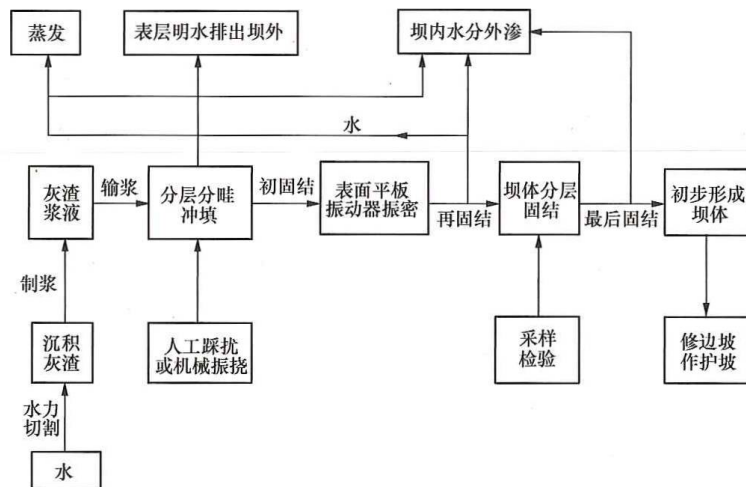 蒸发
表层明水排出坝外
坝内水分外渗
水
灰渣
浆液
输浆
分层分畦
冲填
初固结
表面平板
振动器振密
再固结
坝体分层
固结
最后固结
初步形成
坝体
制浆
沉积
灰渣
人工踩扰
或机械振挠
采样
检验
修边坡
作护坡
水力
切割
水